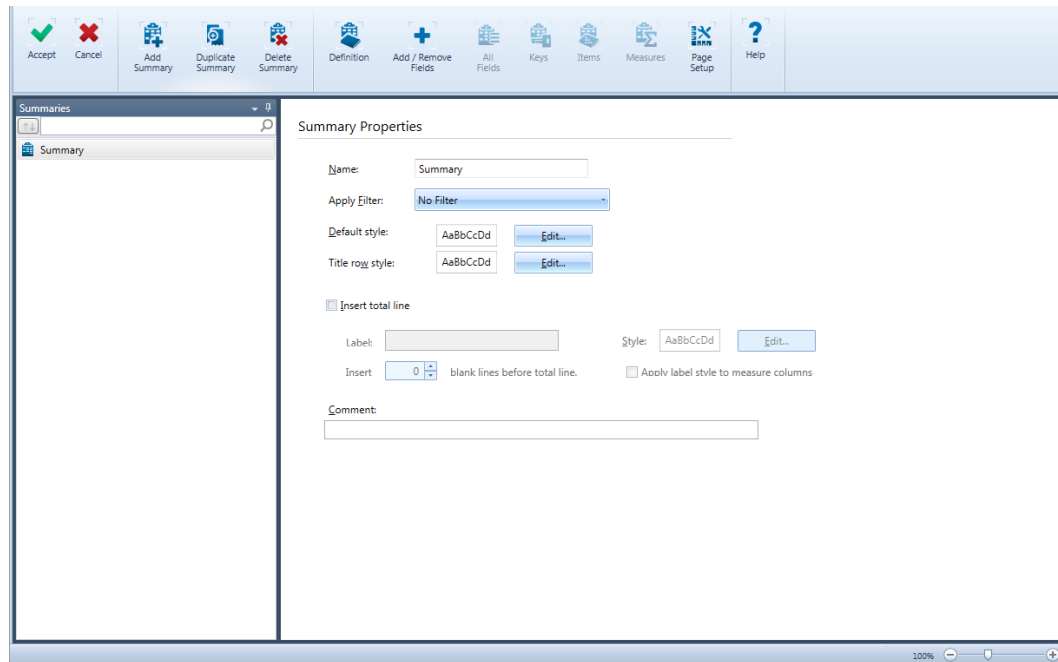 Accept Cancel Add Summary Duplicate Summary Delete Summary Definition Add / Remove Fields All Fields Keys Items Measures Page Setup Help
Summaries
Summary
Summary Properties
Name: Summary
Apply Filter: No Filter
Default style: AaBbCcDd Edit...
Title row style: AaBbCcDd Edit...
Insert total line
Label: Style: AaBbCcDd Edit...
Insert 0 blank lines before total line. Apply label style to measure columns
Comment:
100%